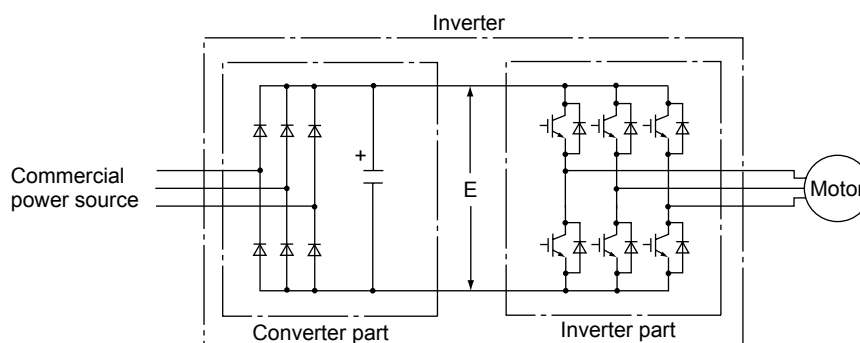 Inverter
Commercial
power source
+
E
Motor
Converter part
Inverter part